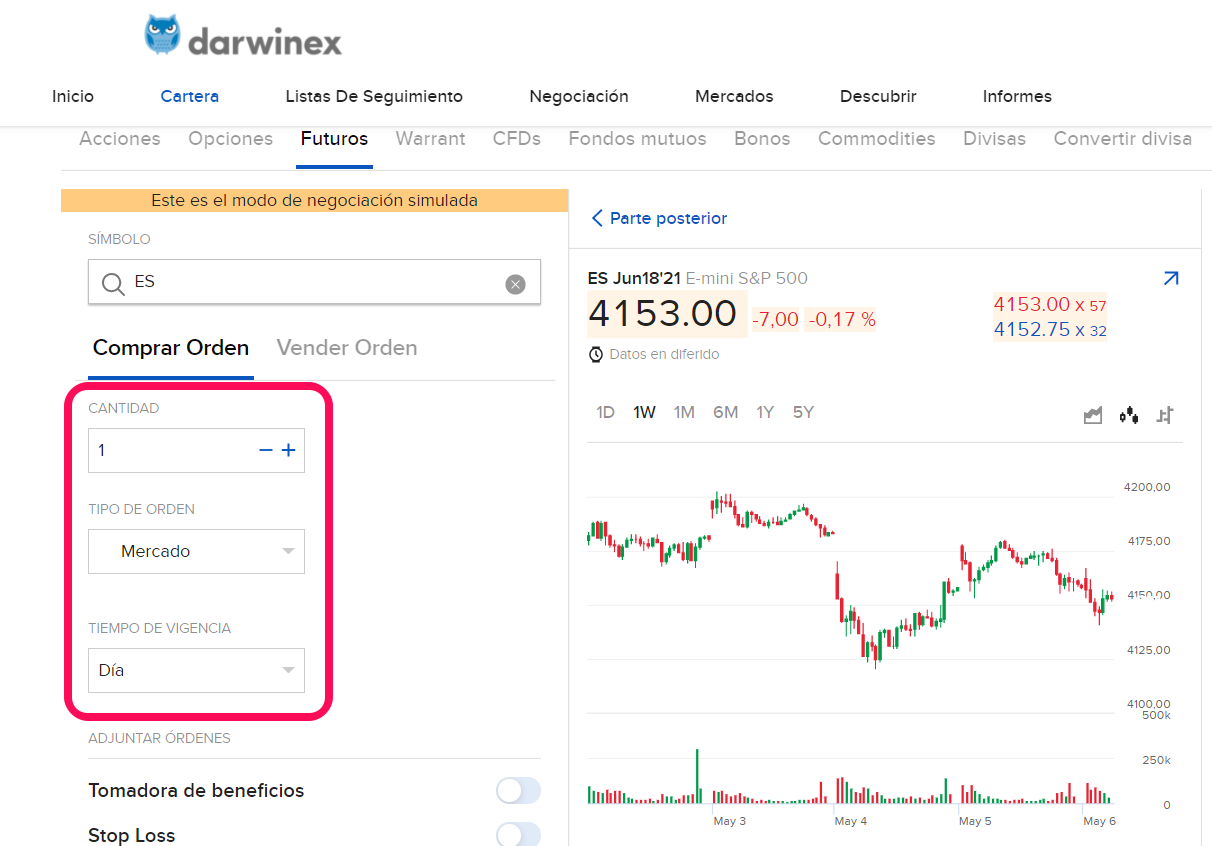 darwinex
Inicio Cartera Listas De Seguimiento Negociación Mercados Descubrir Informes
Acciones Opciones Futuros Warrant CFDs Fondos mutuos Bonos Commodities Divisas Convertir divisa
Este es el modo de negociación simulada
SÍMBOLO
ES
Comprar Orden Vender Orden
CANTIDAD
1
TIPO DE ORDEN
Mercado
TIEMPO DE VIGENCIA
Día
ADJUNTAR ÓRDENES
Tomadora de beneficios
Stop Loss
Parte posterior
ES Jun18'21 E-mini S&P 500
4153.00 -7,00 -0,17 %
4153.00 x 57
4152.75 x 32
Datos en diferido
1D 1W 1M 6M 1Y 5Y
4200,00
4175,00
4150,00
4125,00
4100,00
500k
250k
0
May 3 May 4 May 5 May 6